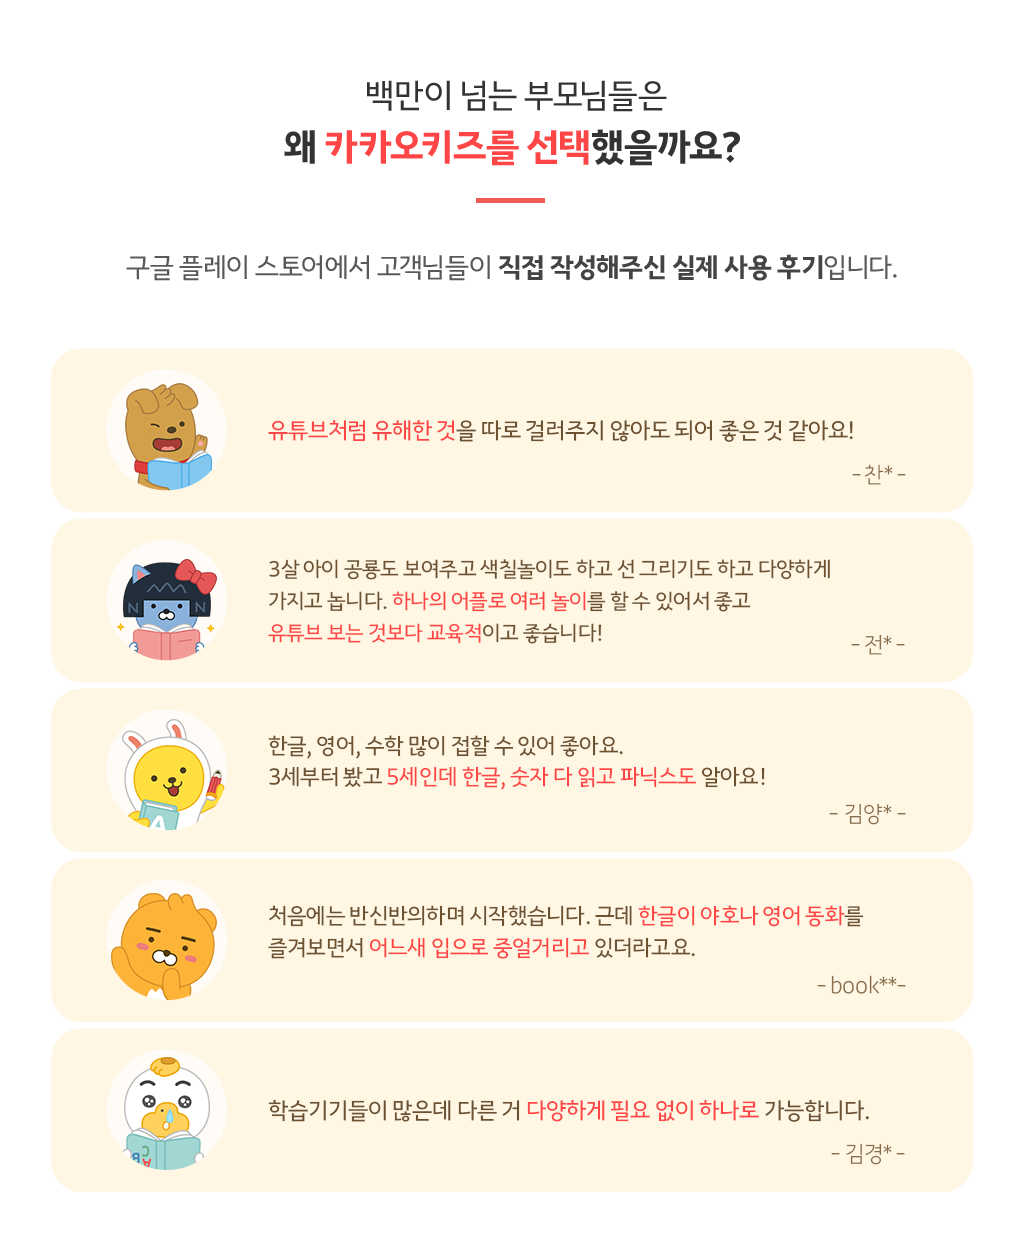 백만이 넘는 부모님들은
왜 카카오키즈를 선택했을까요?
구글 플레이 스토어에서 고객님들이 직접 작성해주신 실제 사용 후기입니다.
유튜브처럼 유해한 것을 따로 걸러주지 않아도 되어 좋은 것 같아요!
- 찬* -
3살 아이 공룡도 보여주고 색칠놀이도 하고 선 그리기도 하고 다양하게
가지고 놉니다. 하나의 어플로 여러 놀이를 할 수 있어서 좋고
유튜브 보는 것보다 교육적이고 좋습니다!
- 전* -
N N
한글, 영어, 수학 많이 접할 수 있어 좋아요.
3세부터 봤고 5세인데 한글, 숫자 다 읽고 파닉스도 알아요!
- 김양* -
A
처음에는 반신반의하며 시작했습니다. 근데 한글이 야호나 영어 동화를
즐겨보면서 어느새 입으로 중얼거리고 있더라고요.
- book**-
학습기기들이 많은데 다른 거 다양하게 필요 없이 하나로 가능합니다.
- 김경* -
ABC